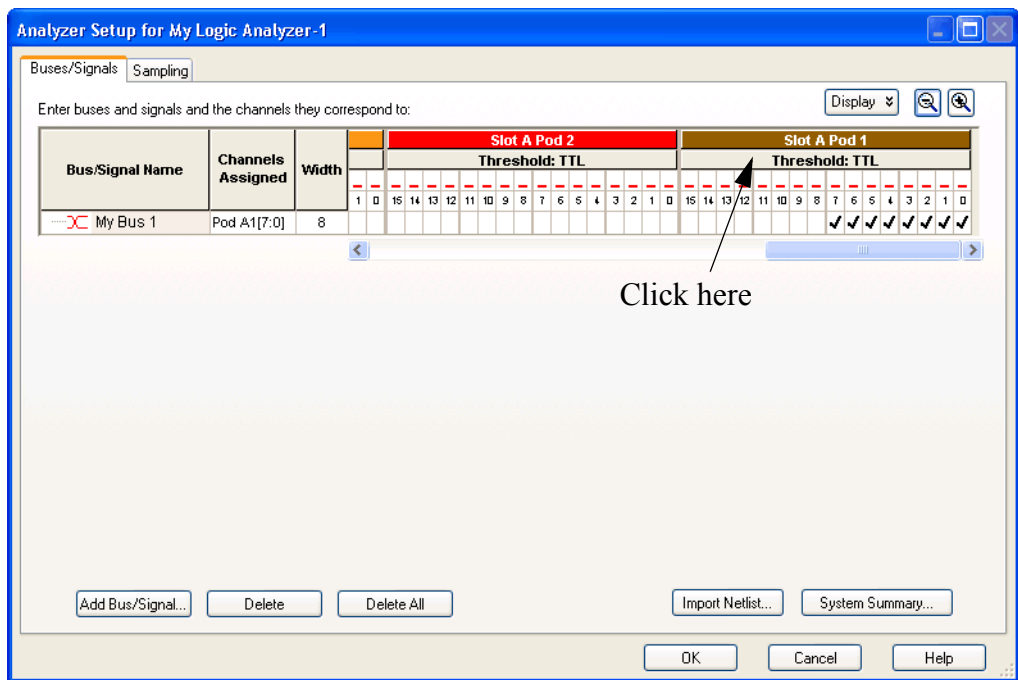 Analyzer Setup for My Logic Analyzer-1
Buses/Signals Sampling
Enter buses and signals and the channels they correspond to:
Display
Bus/Signal Name Channels Assigned Width Slot A Pod 2 Slot A Pod 1
Threshold: TTL Threshold: TTL
1 0 15 14 13 12 11 10 9 8 7 6 5 4 3 2 1 0 15 14 13 12 11 10 9 8 7 6 5 4 3 2 1 0
My Bus 1 Pod A1[7:0] 8
Click here
Add Bus/Signal... Delete Delete All Import Netlist... System Summary...
OK Cancel Help